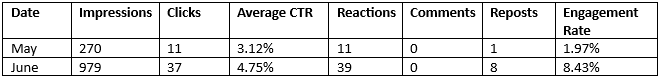 Date Impressions Clicks Average CTR Reactions Comments Reposts Engagement Rate
May 270 11 3.12% 11 0 1 1.97%
June 979 37 4.75% 39 0 8 8.43%